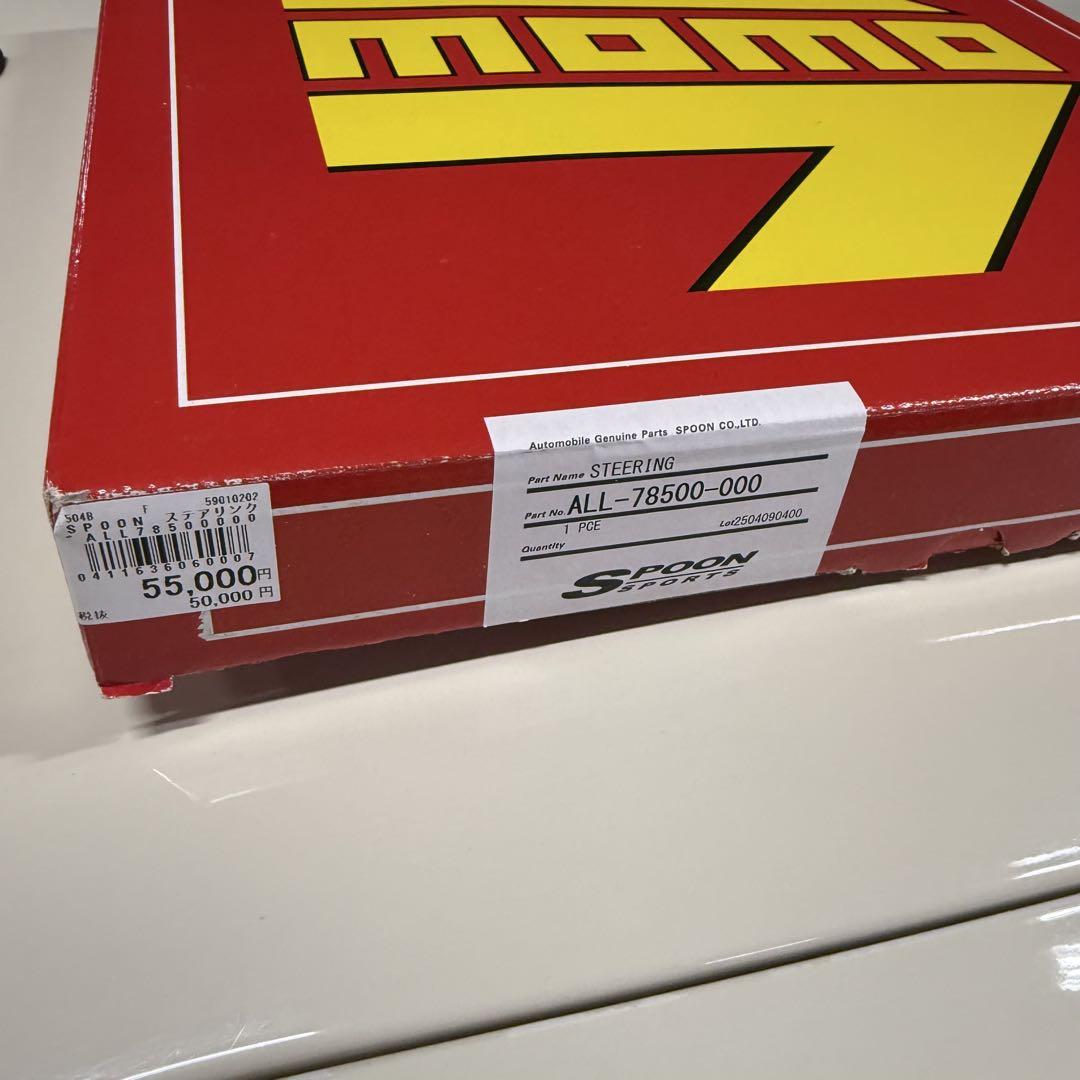 momo
Automobile Genuine Parts SPOON CO.,LTD.
Part Name STEERING
Part No. ALL-78500-000
Quantity 1 PCE
Lot2504090400
SPOON
SPORTS
504B F 59010202
SPOON ステアリング
ALL78500000
0411636060007
55,000円
50,000円
税抜